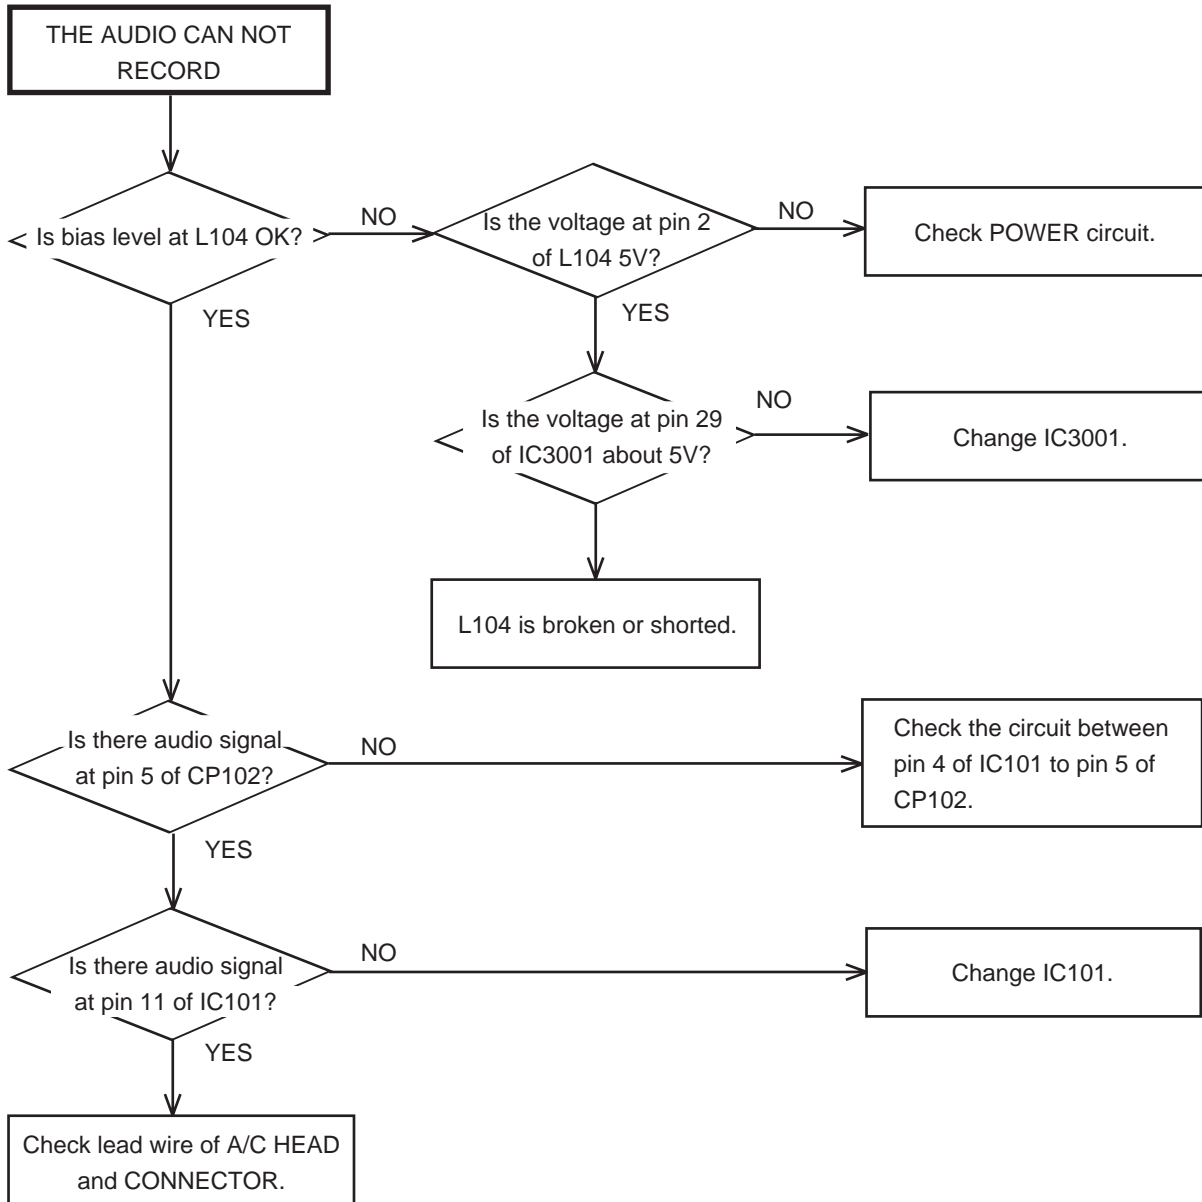 THE AUDIO CAN NOT
RECORD
Is bias level at L104 OK?
NO
Is the voltage at pin 2
of L104 5V?
NO
Check POWER circuit.
YES
YES
Is the voltage at pin 29
of IC3001 about 5V?
NO
Change IC3001.
L104 is broken or shorted.
Is there audio signal
at pin 5 of CP102?
NO
Check the circuit between
pin 4 of IC101 to pin 5 of
CP102.
YES
Is there audio signal
at pin 11 of IC101?
NO
Change IC101.
YES
Check lead wire of A/C HEAD
and CONNECTOR.